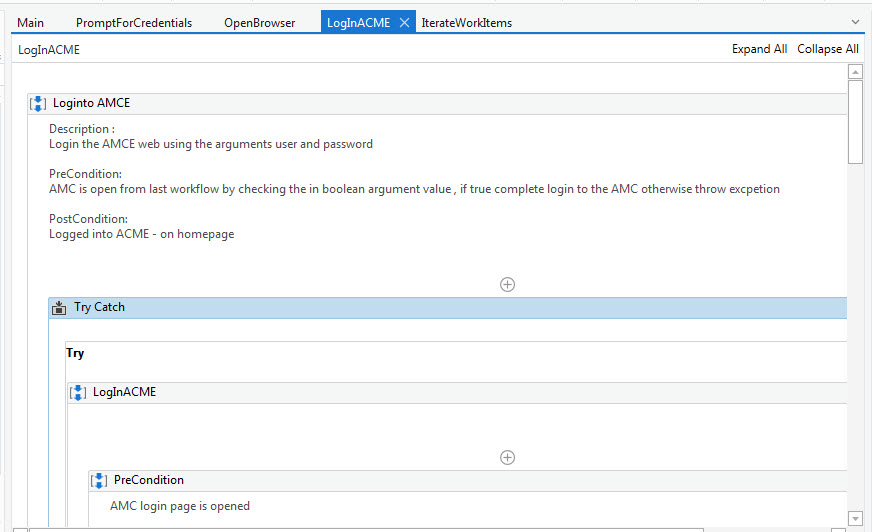 Main PromptForCredentials OpenBrowser LogInACME IterateWorkItems
LogInACME Expand All Collapse All
Loginto AMCE
Description :
Login the AMCE web using the arguments user and password
PreCondition:
AMC is open from last workflow by checking the in boolean argument value , if true complete login to the AMC otherwise throw excpetion
PostCondition:
Logged into ACME - on homepage
Try Catch
Try
LogInACME
PreCondition
AMC login page is opened